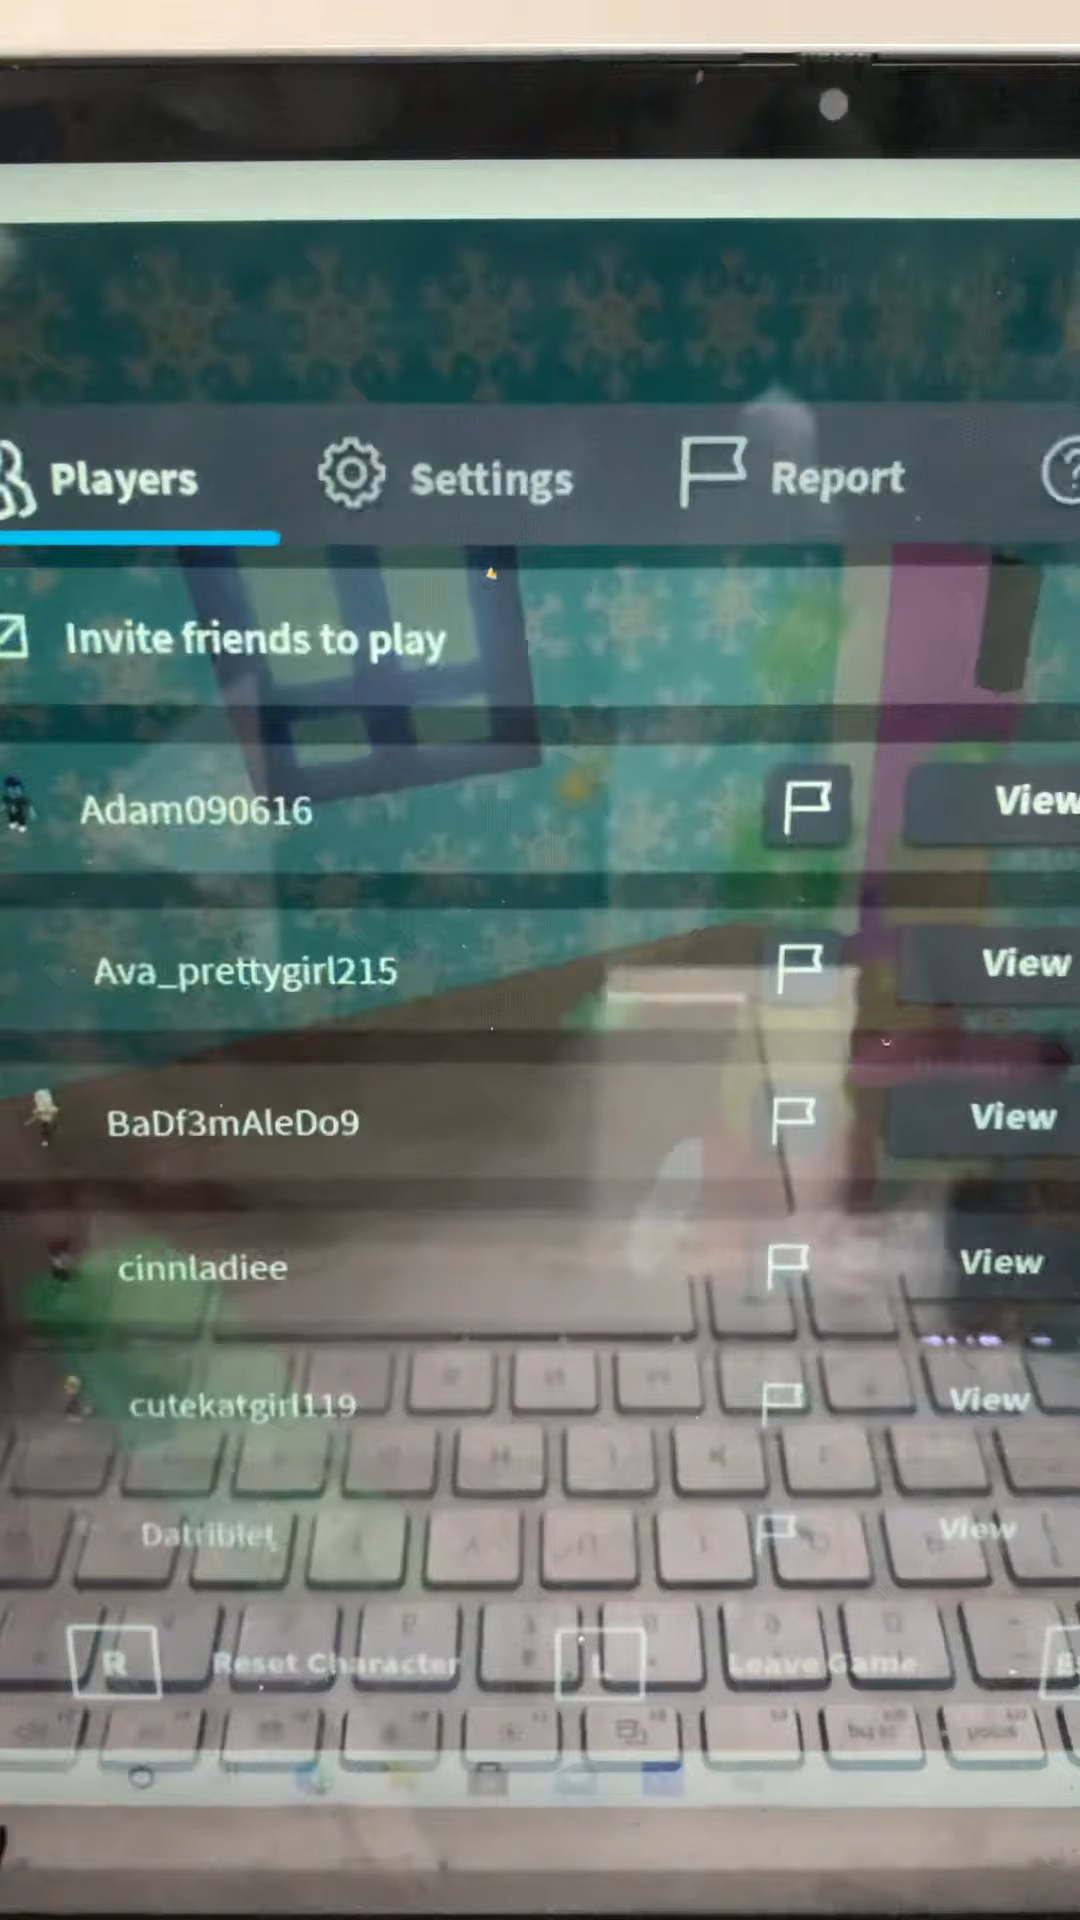 Players Settings Report
Invite friends to play
Adam090616 View
Ava_prettygirl215 View
BaDf3mAleDo9 View
cinnladiee View
cutekatgirl119 View
Datriblet View
R Reset Character L Leave Game